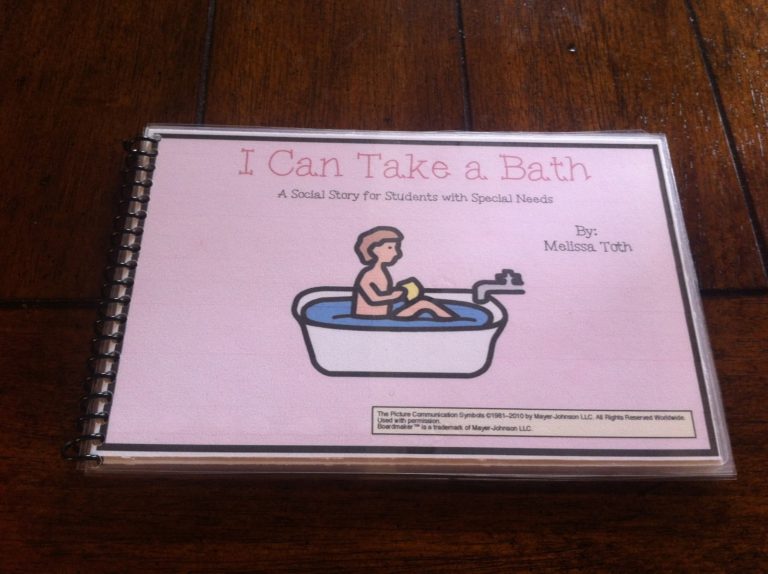 I Can Take a Bath
A Social Story for Students with Special Needs
By:
Melissa Toth
The Picture Communication Symbols ©1981–2010 by Mayer-Johnson LLC. All Rights Reserved Worldwide.
Used with permission.
Boardmaker™ is a trademark of Mayer-Johnson LLC.